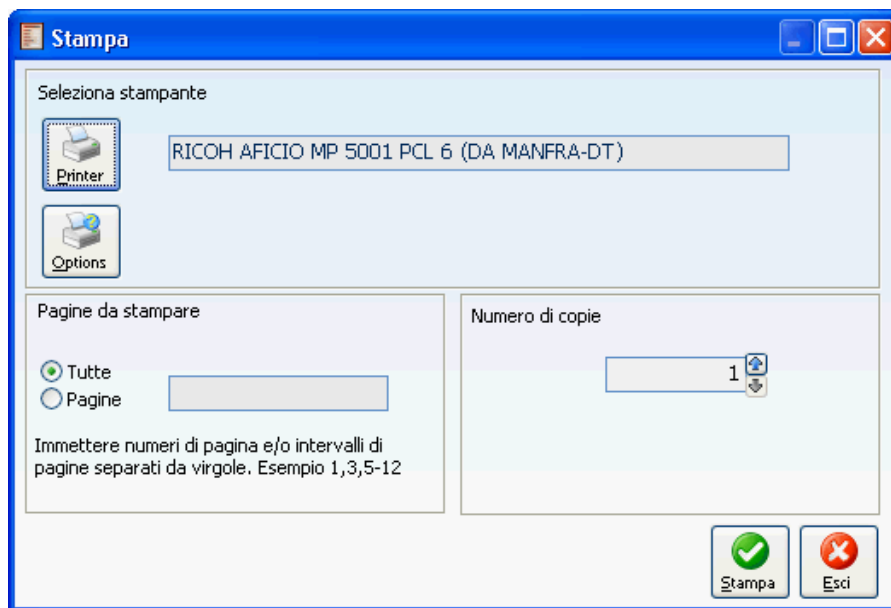 Stampa
Seleziona stampante
Printer
RICOH AFICIO MP 5001 PCL 6 (DA MANFRA-DT)
Options
Pagine da stampare
Tutte
Pagine
Immettere numeri di pagina e/o intervalli di
pagine separati da virgole. Esempio 1,3,5-12
Numero di copie
1
Stampa
Esci